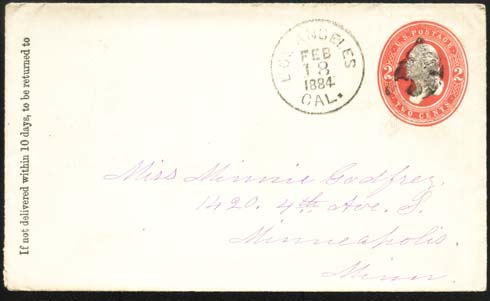 If not delivered within 10 days, to be returned to
LOS ANGELES
FEB
18
1884
CAL.
U.S. POSTAGE
2 2
TWO CENTS
Miss Minnie Godfrey.
1420. 4th Ave. S.
Minneapolis.
Minn.